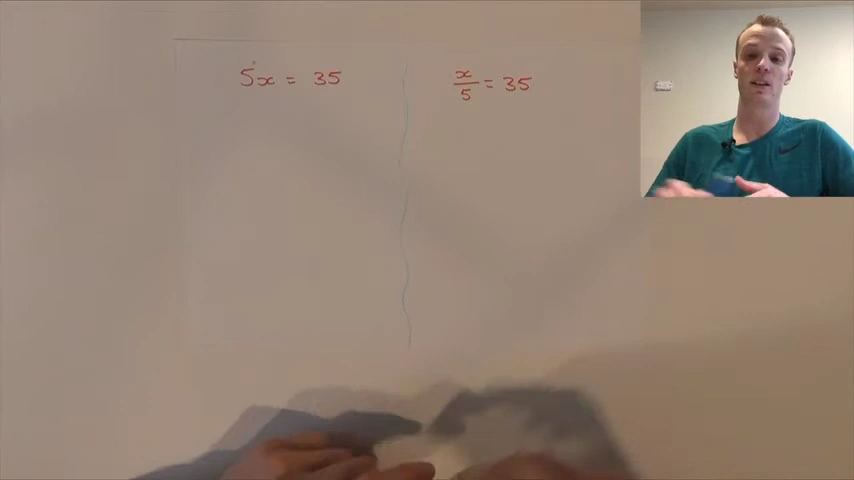 5x = 35
x/5 = 35